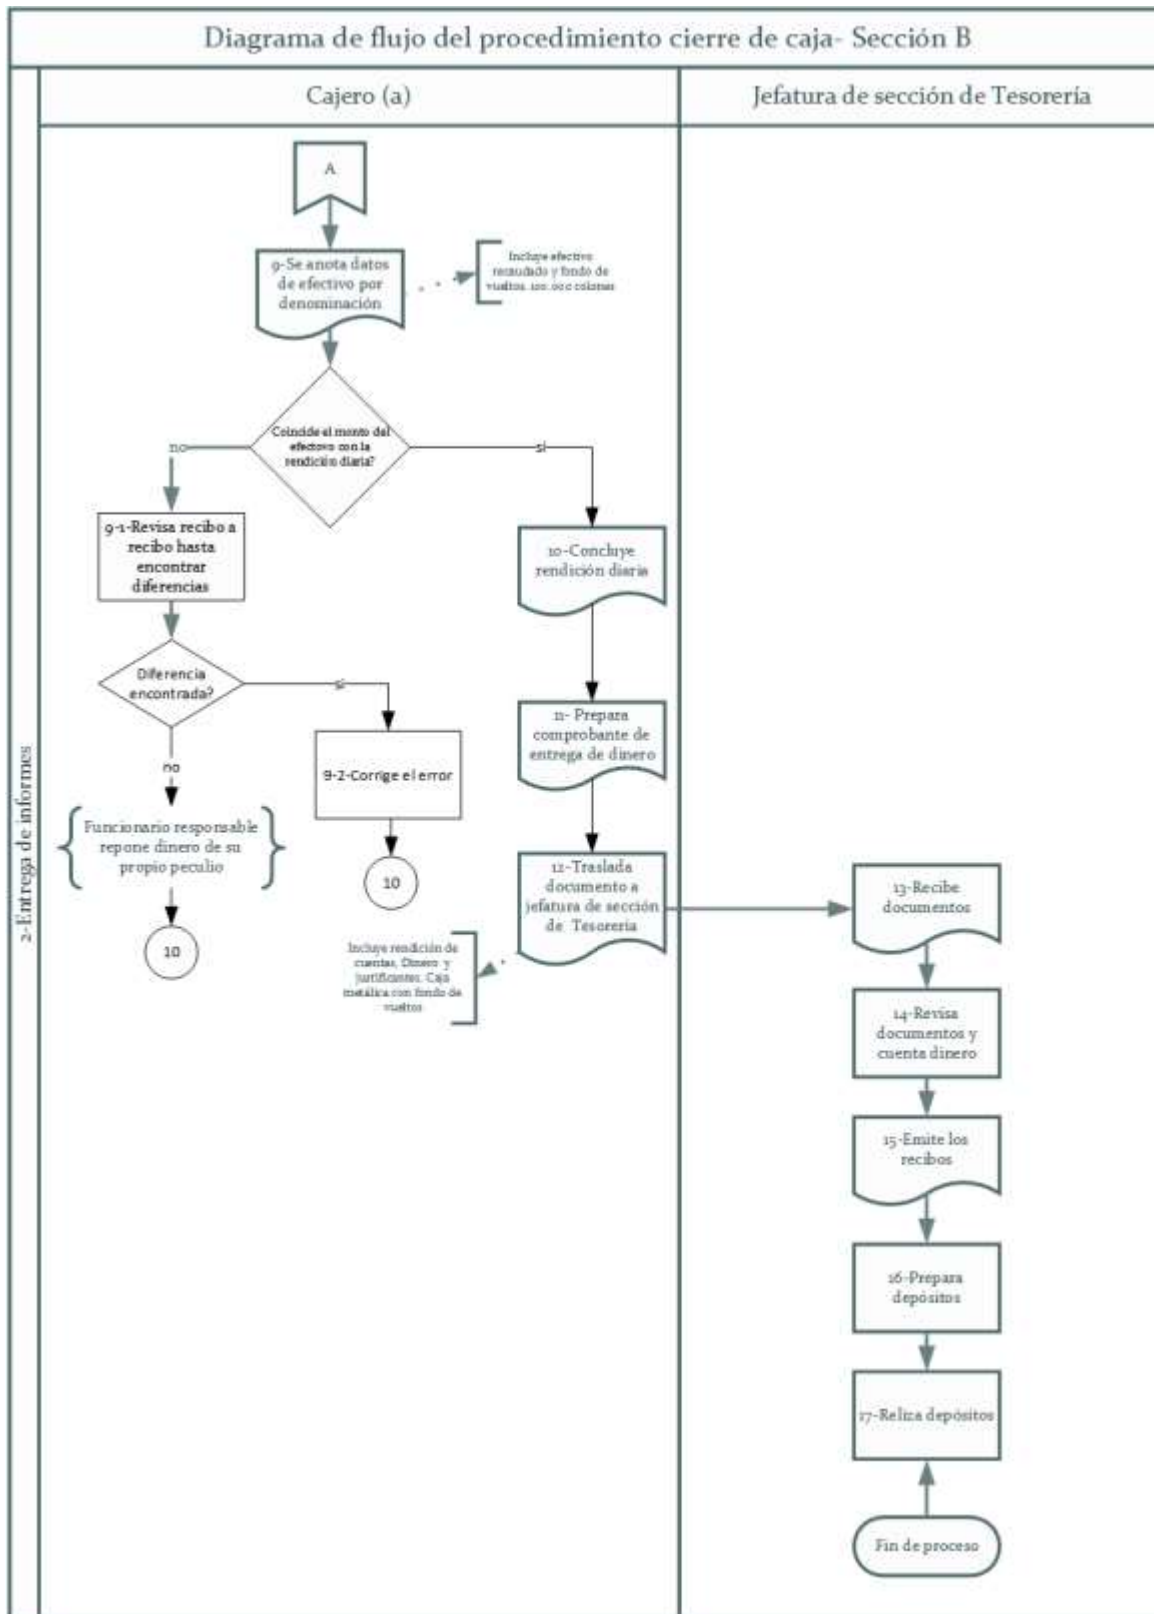 Diagrama de flujo del procedimiento cierre de caja- Sección B
Cajero (a)
Jefatura de sección de Tesorería
2-Entrega de informes
A
9-Se anota datos
de efectivo por
denominación
Incluye efectivo
recaudado y fondo de
vueltos. 100.000 colones
Coincide el monto del
efectovo con la
rendición diaria?
no
si
9-1-Revisa recibo a
recibo hasta
encontrar
diferencias
10-Concluye
rendición diaria
Diferencia
encontrada?
si
no
11- Prepara
comprobante de
entrega de dinero
9-2-Corrige el error
Funcionario responsable
repone dinero de su
propio peculio
10
10
12-Traslada
documento a
jefatura de sección
de Tesorería
Incluye rendición de
cuentas, Dinero y
justificantes. Caja
metálica con fondo de
vueltos
13-Recibe
documentos
14-Revisa
documentos y
cuenta dinero
15-Emite los
recibos
16-Prepara
depósitos
17-Reliza depósitos
Fin de proceso